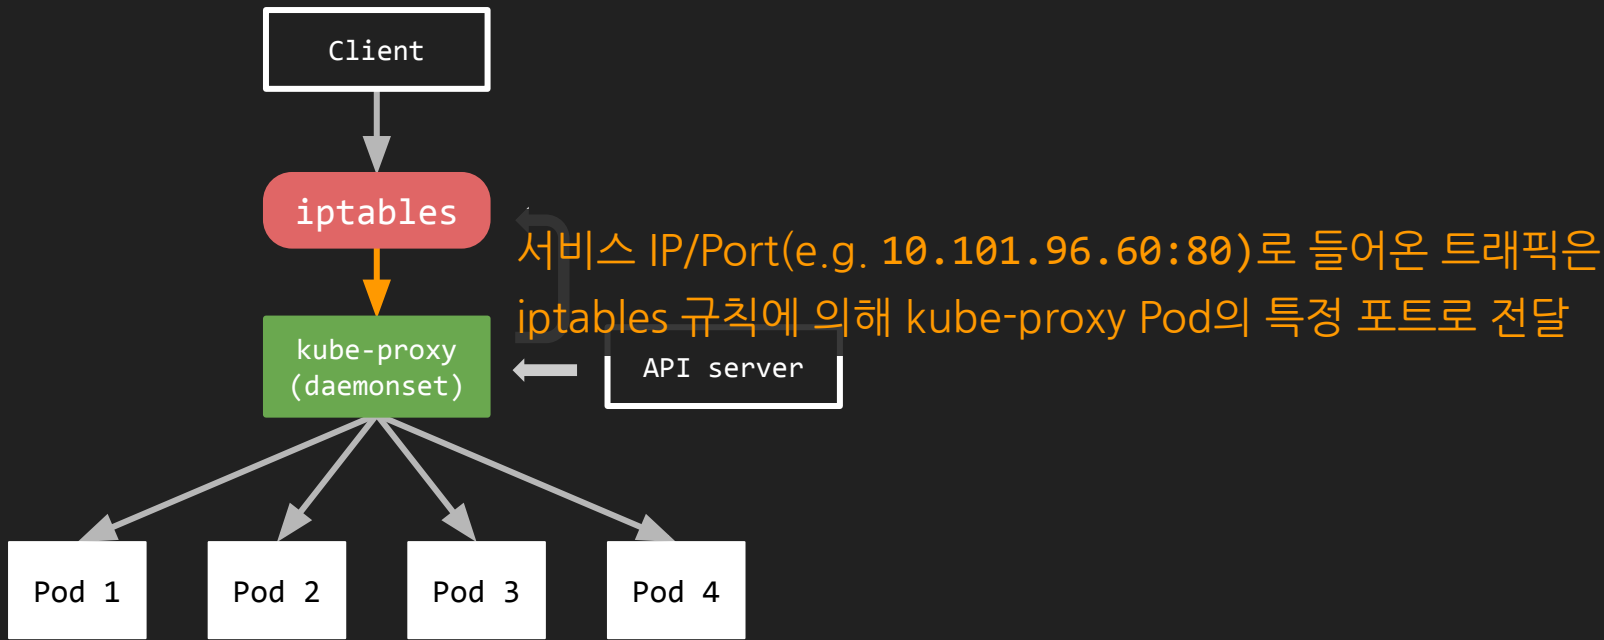 Client
iptables
서비스 IP/Port(e.g. 10.101.96.60:80)로 들어온 트래픽은
iptables 규칙에 의해 kube-proxy Pod의 특정 포트로 전달
kube-proxy
(daemonset)
API server
Pod 1
Pod 2
Pod 3
Pod 4